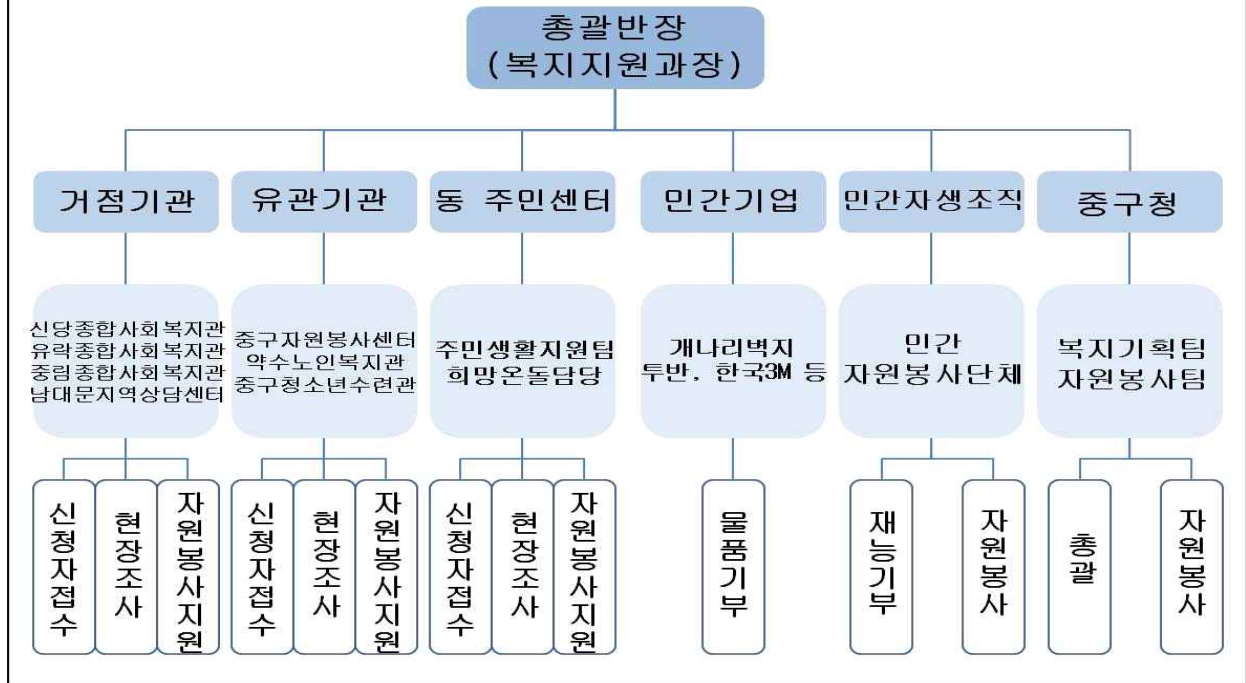 총괄반장
(복지지원과장)
거점기관
유관기관
동 주민센터
민간기업
민간자생조직
중구청
신당종합사회복지관
유락종합사회복지관
중림종합사회복지관
남대문지역상담센터
중구자원봉사센터
약수노인복지관
중구청소년수련관
주민생활지원팀
희망온돌담당
개나리벽지
투반, 한국3M 등
민간
자원봉사단체
복지기획팀
자원봉사팀
신청자접수
현장조사
자원봉사지원
신청자접수
현장조사
자원봉사지원
신청자접수
현장조사
자원봉사지원
물품기부
재능기부
자원봉사
총괄
자원봉사